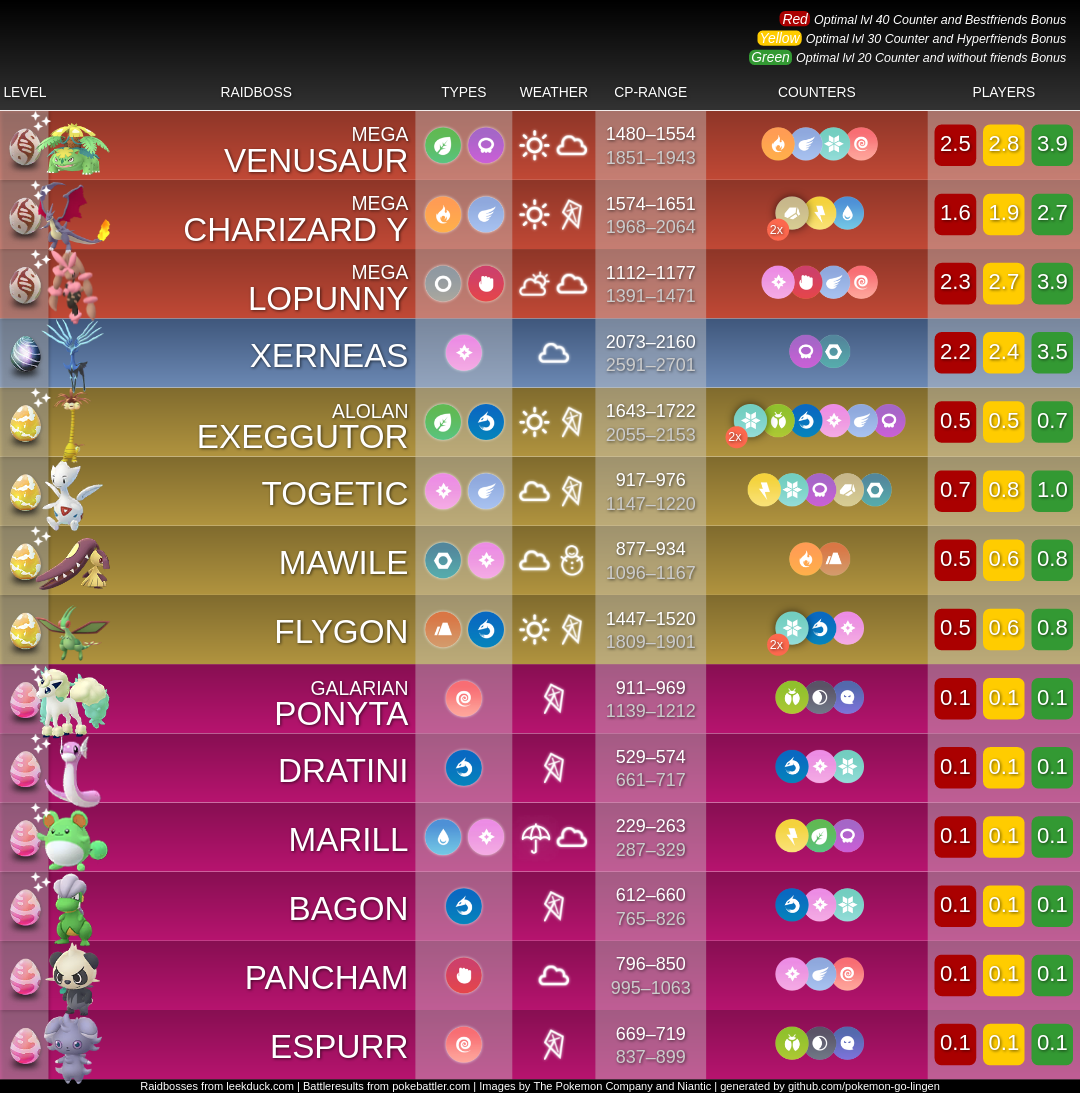 Red Optimal lvl 40 Counter and Bestfriends Bonus
Yellow Optimal lvl 30 Counter and Hyperfriends Bonus
Green Optimal lvl 20 Counter and without friends Bonus
LEVEL RAIDBOSS TYPES WEATHER CP-RANGE COUNTERS PLAYERS
MEGA
VENUSAUR
1480–1554
1851–1943
2.5 2.8 3.9
MEGA
CHARIZARD Y
1574–1651
1968–2064
2x
1.6 1.9 2.7
MEGA
LOPUNNY
1112–1177
1391–1471
2.3 2.7 3.9
XERNEAS
2073–2160
2591–2701
2.2 2.4 3.5
ALOLAN
EXEGGUTOR
1643–1722
2055–2153
2x
0.5 0.5 0.7
TOGETIC
917–976
1147–1220
0.7 0.8 1.0
MAWILE
877–934
1096–1167
0.5 0.6 0.8
FLYGON
1447–1520
1809–1901
2x
0.5 0.6 0.8
GALARIAN
PONYTA
911–969
1139–1212
0.1 0.1 0.1
DRATINI
529–574
661–717
0.1 0.1 0.1
MARILL
229–263
287–329
0.1 0.1 0.1
BAGON
612–660
765–826
0.1 0.1 0.1
PANCHAM
796–850
995–1063
0.1 0.1 0.1
ESPURR
669–719
837–899
0.1 0.1 0.1
Raidbosses from leekduck.com | Battleresults from pokebattler.com | Images by The Pokemon Company and Niantic | generated by github.com/pokemon-go-lingen